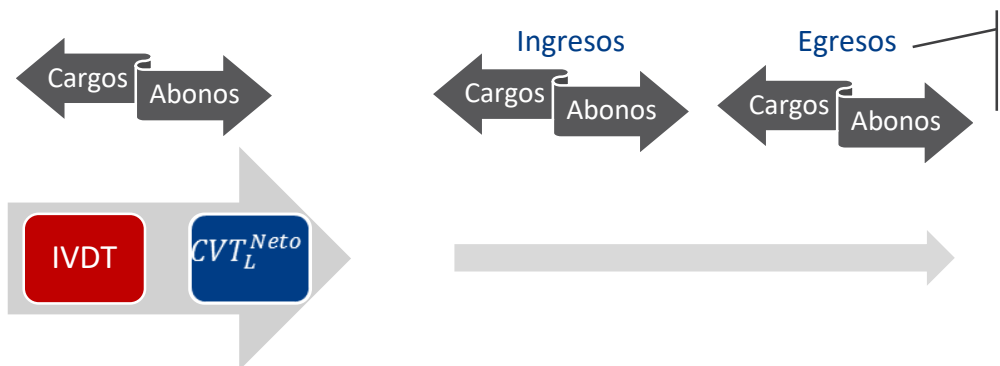 Ingresos
Egresos
Cargos
Abonos
Cargos
Abonos
Cargos
Abonos
IVDT
CVT_L^{Neto}